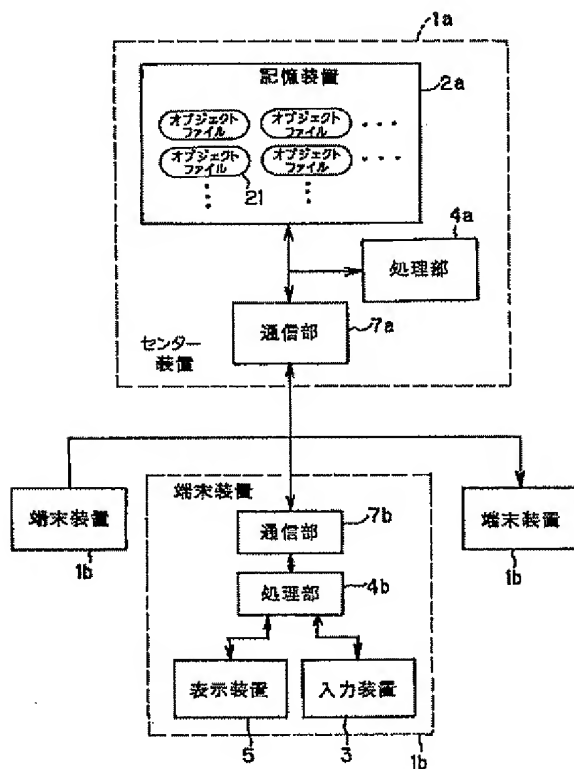 1a
記憶装置
2a
オブジェクト
ファイル
オブジェクト
ファイル
・・・
オブジェクト
ファイル
オブジェクト
ファイル
・・・
21
4a
処理部
通信部
7a
センター
装置
端末装置
1b
端末装置
通信部
7b
処理部
4b
表示装置
5
入力装置
3
1b
端末装置
1b